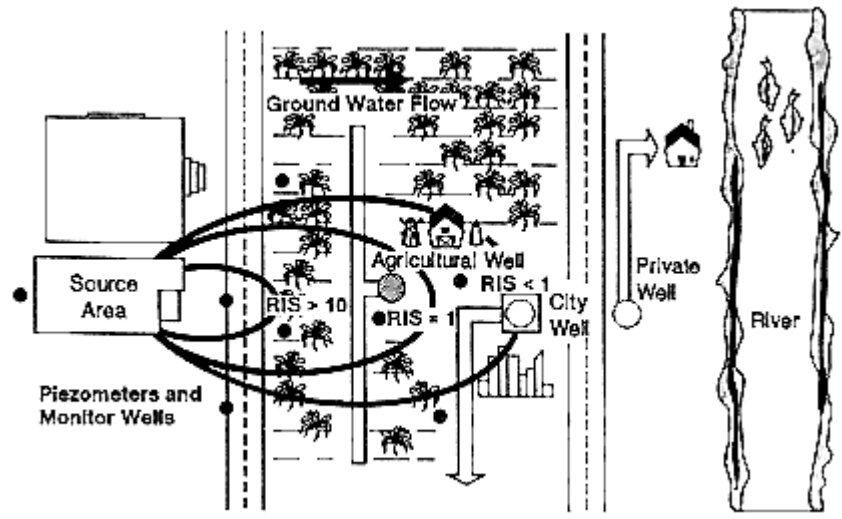 Ground Water Flow
Source
Area
Agricultural Well
RIS > 10
RIS = 1
RIS < 1
City
Well
Private
Well
River
Piezometers and
Monitor Wells